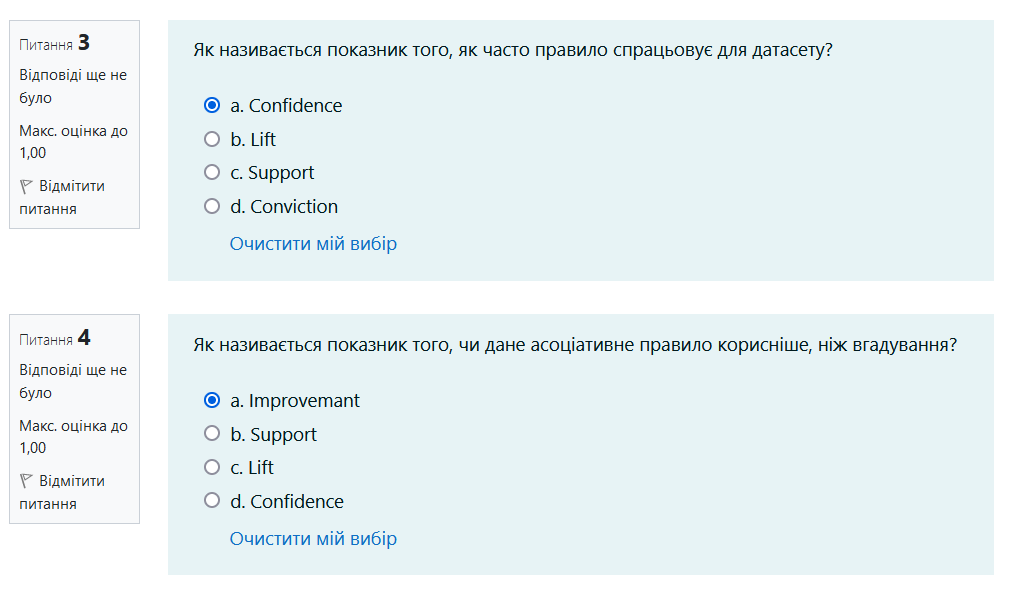 Питання 3
Відповіді ще не
було
Макс. оцінка до
1,00
Відмітити
питання
Як називається показник того, як часто правило спрацьовує для датасету?
a. Confidence
b. Lift
c. Support
d. Conviction
Очистити мій вибір
Питання 4
Відповіді ще не
було
Макс. оцінка до
1,00
Відмітити
питання
Як називається показник того, чи дане асоціативне правило корисніше, ніж вгадування?
a. Improvemant
b. Support
c. Lift
d. Confidence
Очистити мій вибір